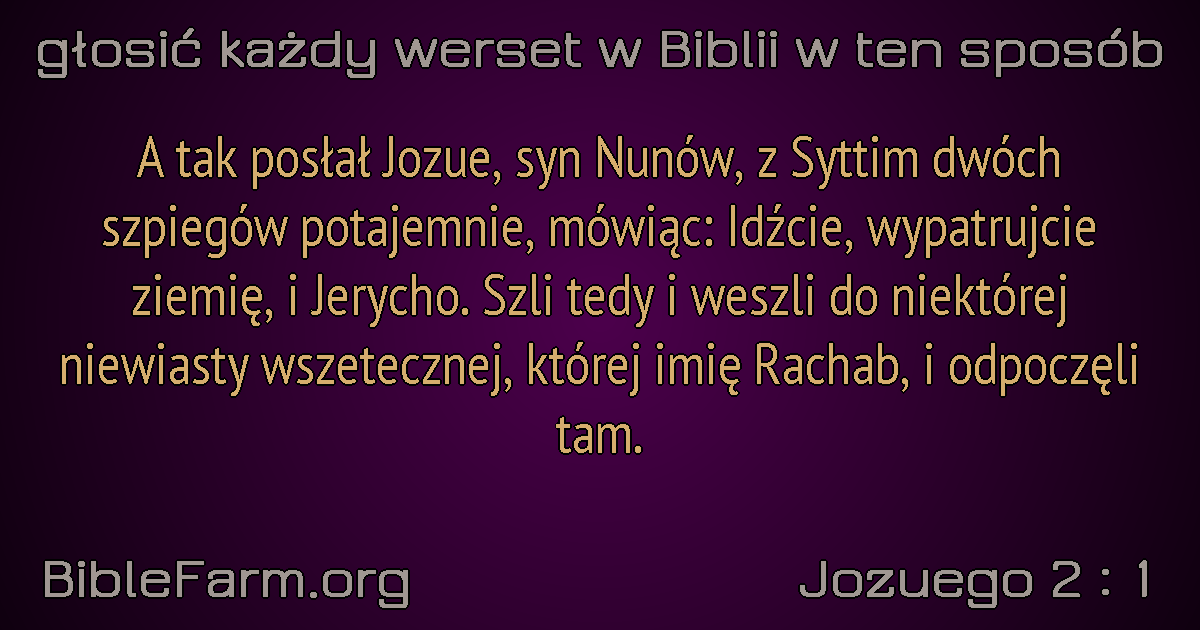 głosić każdy werset w Biblii w ten sposób
A tak posłał Jozue, syn Nunów, z Syttim dwóch
szpiegów potajemnie, mówiąc: Idźcie, wypatrujcie
ziemię, i Jerycho. Szli tedy i weszli do niektórej
niewiasty wszetecznej, której imię Rachab, i odpoczęli
tam.
BibleFarm.org
Jozuego 2 : 1